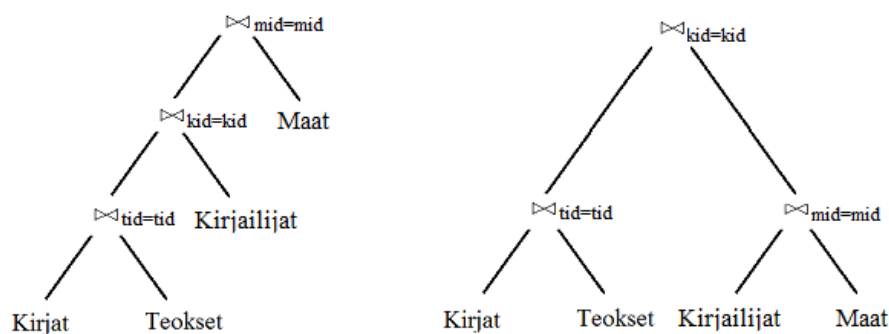 ⋈mid=mid ⋈kid=kid
⋈kid=kid Maat
⋈tid=tid Kirjailijat ⋈tid=tid ⋈mid=mid
Kirjat Teokset Kirjat Teokset Kirjailijat Maat